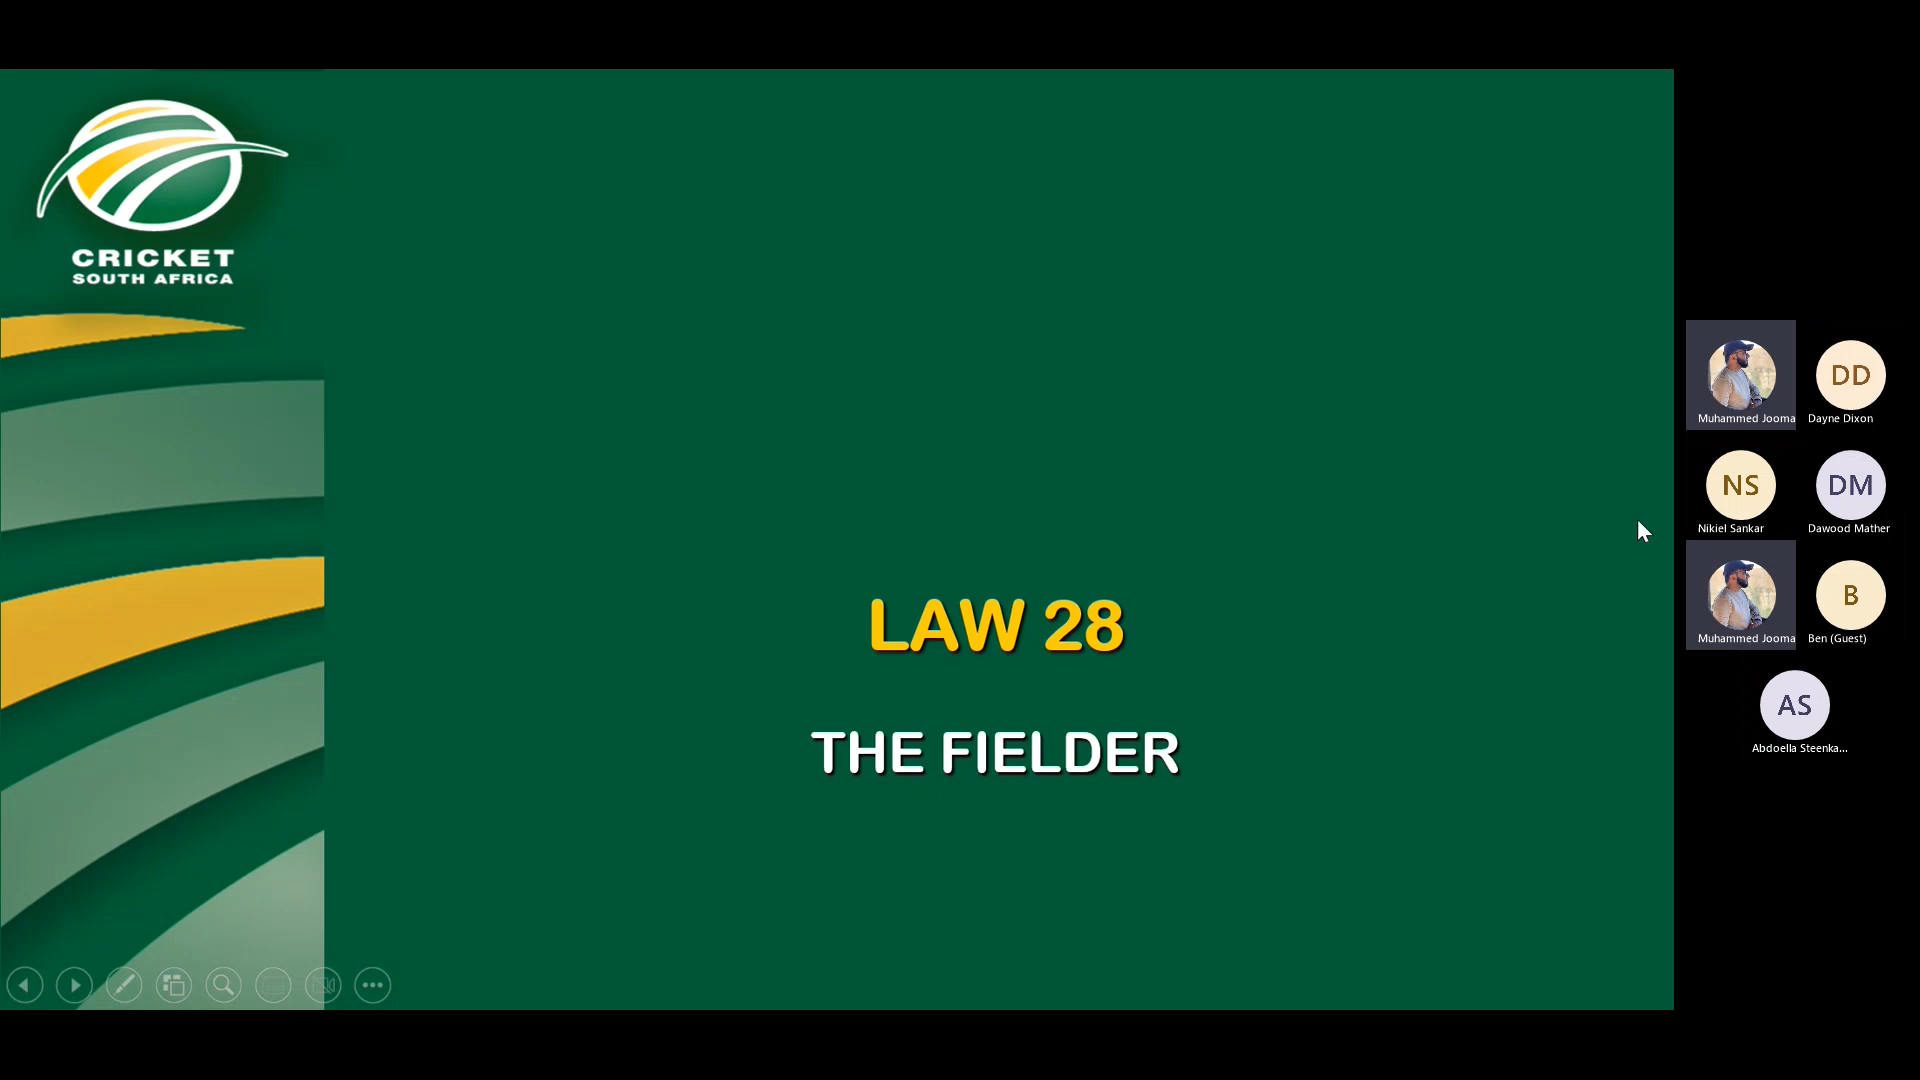 CRICKET
SOUTH AFRICA
LAW 28
THE FIELDER
Muhammed Jooma
DD
Dayne Dixon
NS
Nikiel Sankar
DM
Dawood Mather
Muhammed Jooma
B
Ben (Guest)
AS
Abdoella Steenka...